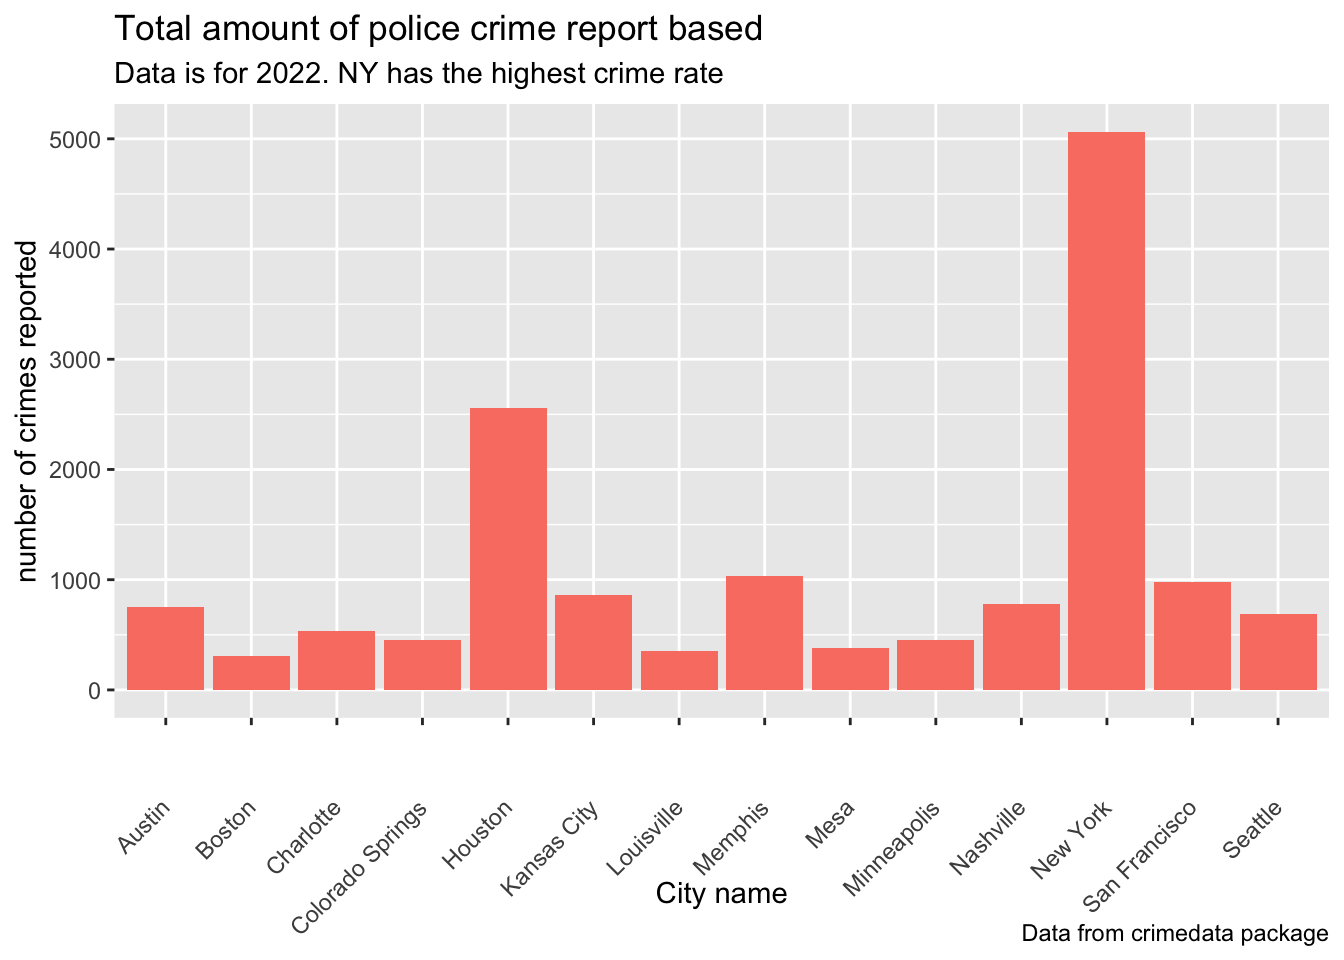 Total amount of police crime report based
Data is for 2022. NY has the highest crime rate
number of crimes reported
5000
4000
3000
2000
1000
0
Austin
Boston
Charlotte
Colorado Springs
Houston
Kansas City
Louisville
Memphis
Mesa
Minneapolis
Nashville
New York
San Francisco
Seattle
City name
Data from crimedata package